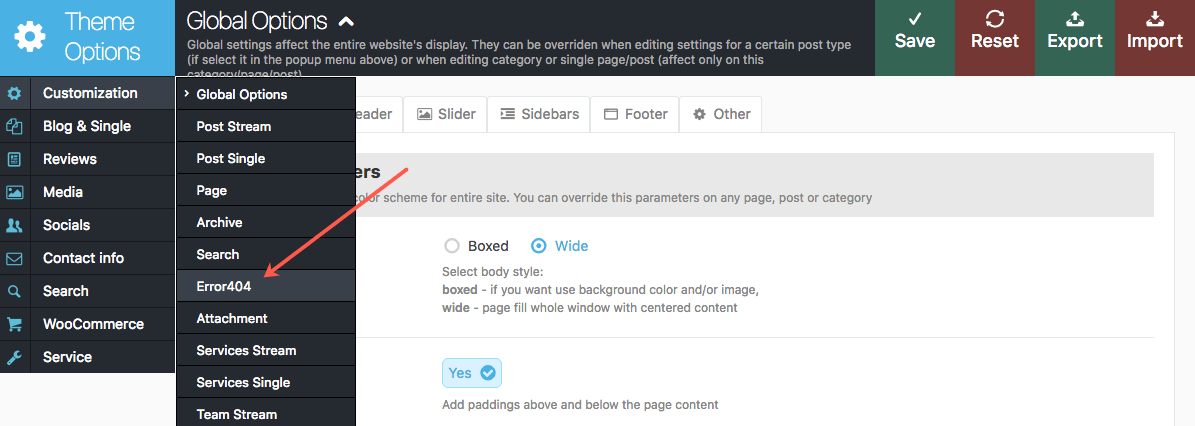 Theme
Options
Global Options
Global settings affect the entire website's display. They can be overriden when editing settings for a certain post type
(if select it in the popup menu above) or when editing category or single page/post (affect only on this
category/page/post)
Save
Reset
Export
Import
Customization
Blog & Single
Reviews
Media
Socials
Contact info
Search
WooCommerce
Service
Global Options
Post Stream
Post Single
Page
Archive
Search
Error404
Attachment
Services Stream
Services Single
Team Stream
eader
Slider
Sidebars
Footer
Other
ers
color scheme for entire site. You can override this parameters on any page, post or category
Boxed
Wide
Select body style:
boxed - if you want use background color and/or image,
wide - page fill whole window with centered content
Yes
Add paddings above and below the page content